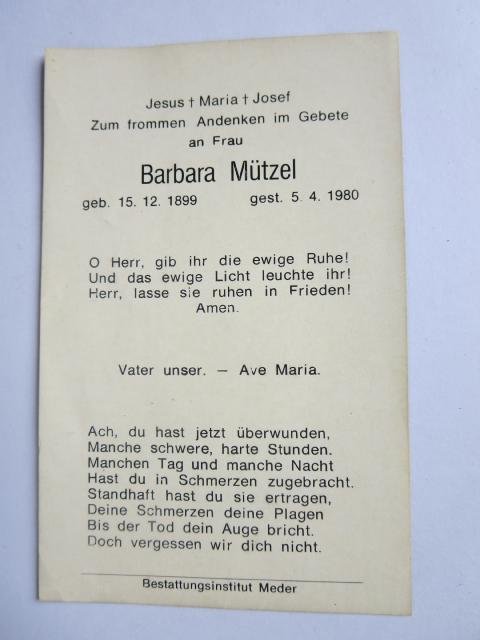 Jesus † Maria † Josef
Zum frommen Andenken im Gebete
an Frau
Barbara Mützel
geb. 15. 12. 1899 gest. 5. 4. 1980
O Herr, gib ihr die ewige Ruhe!
Und das ewige Licht leuchte ihr!
Herr, lasse sie ruhen in Frieden!
Amen.
Vater unser. – Ave Maria.
Ach, du hast jetzt überwunden,
Manche schwere, harte Stunden.
Manchen Tag und manche Nacht
Hast du in Schmerzen zugebracht.
Standhaft hast du sie ertragen,
Deine Schmerzen deine Plagen
Bis der Tod dein Auge bricht.
Doch vergessen wir dich nicht.
Bestattungsinstitut Meder